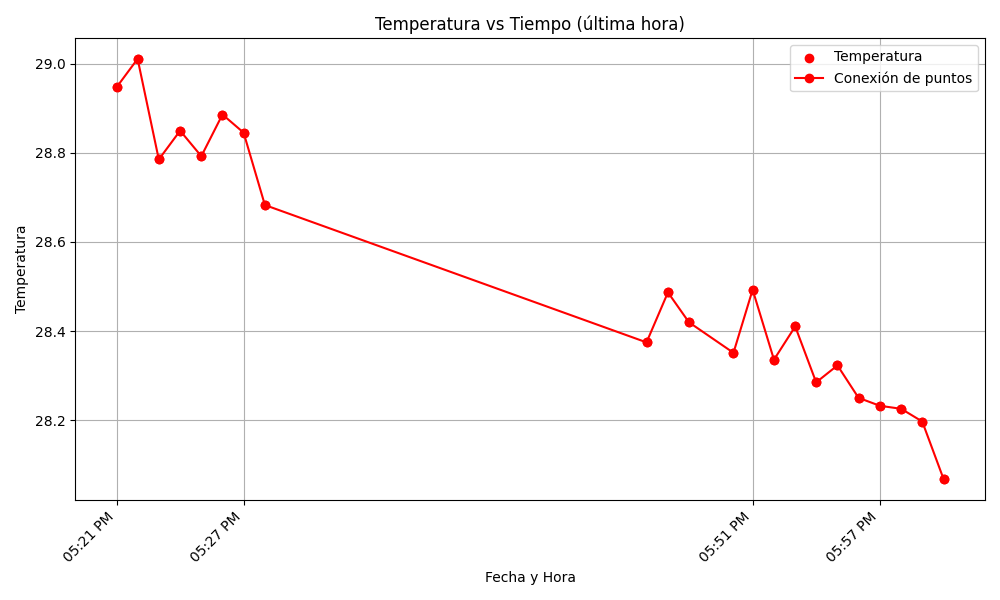 Temperatura vs Tiempo (última hora)
Temperatura
Conexión de puntos
Temperatura
29.0
28.8
28.6
28.4
28.2
05:21 PM
05:27 PM
05:51 PM
05:57 PM
Fecha y Hora